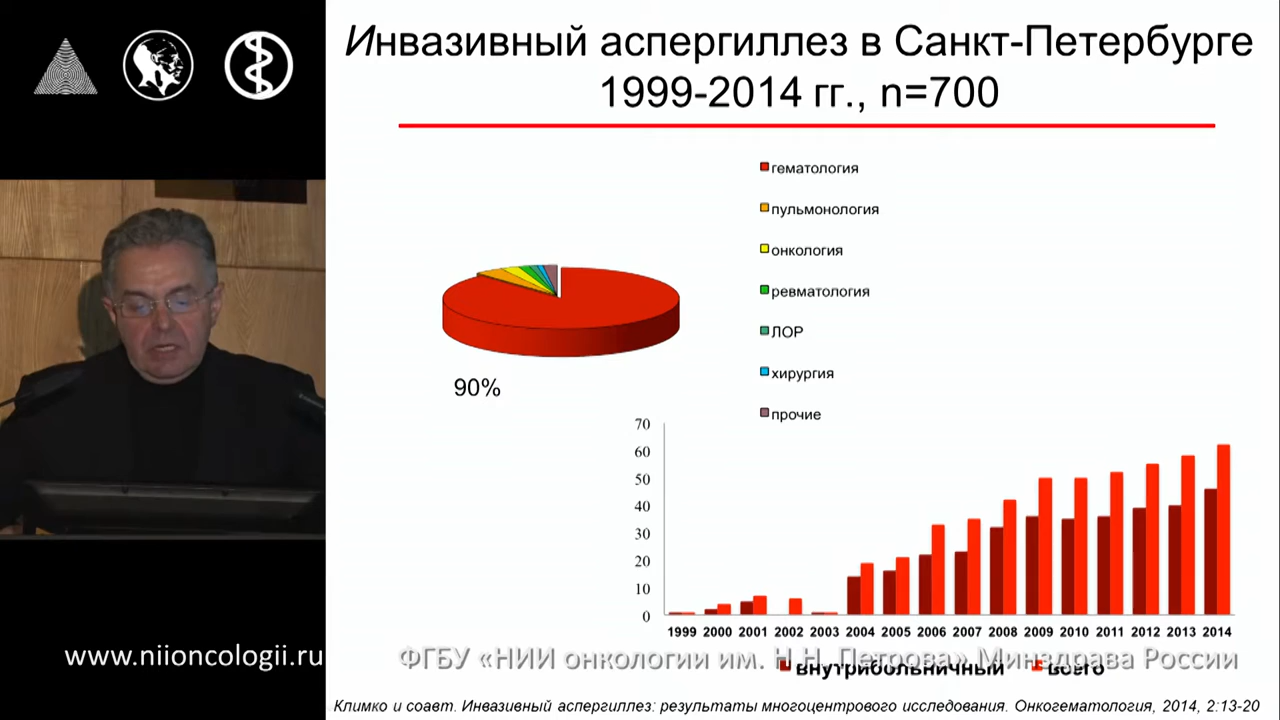 Инвазивный аспергиллез в Санкт-Петербурге
1999-2014 гг., n=700
гематология
пульмонология
онкология
ревматология
ЛОР
хирургия
прочие
90%
70
60
50
40
30
20
10
0
1999 2000 2001 2002 2003 2004 2005 2006 2007 2008 2009 2010 2011 2012 2013 2014
www.niioncologii.ru
ФГБУ «НИИ онкологии им. Н.Н. Петрова» Минздрава России
внутрибольничный всего
Климко и соавт. Инвазивный аспергиллез: результаты многоцентрового исследования. Онкогематология, 2014, 2:13-20